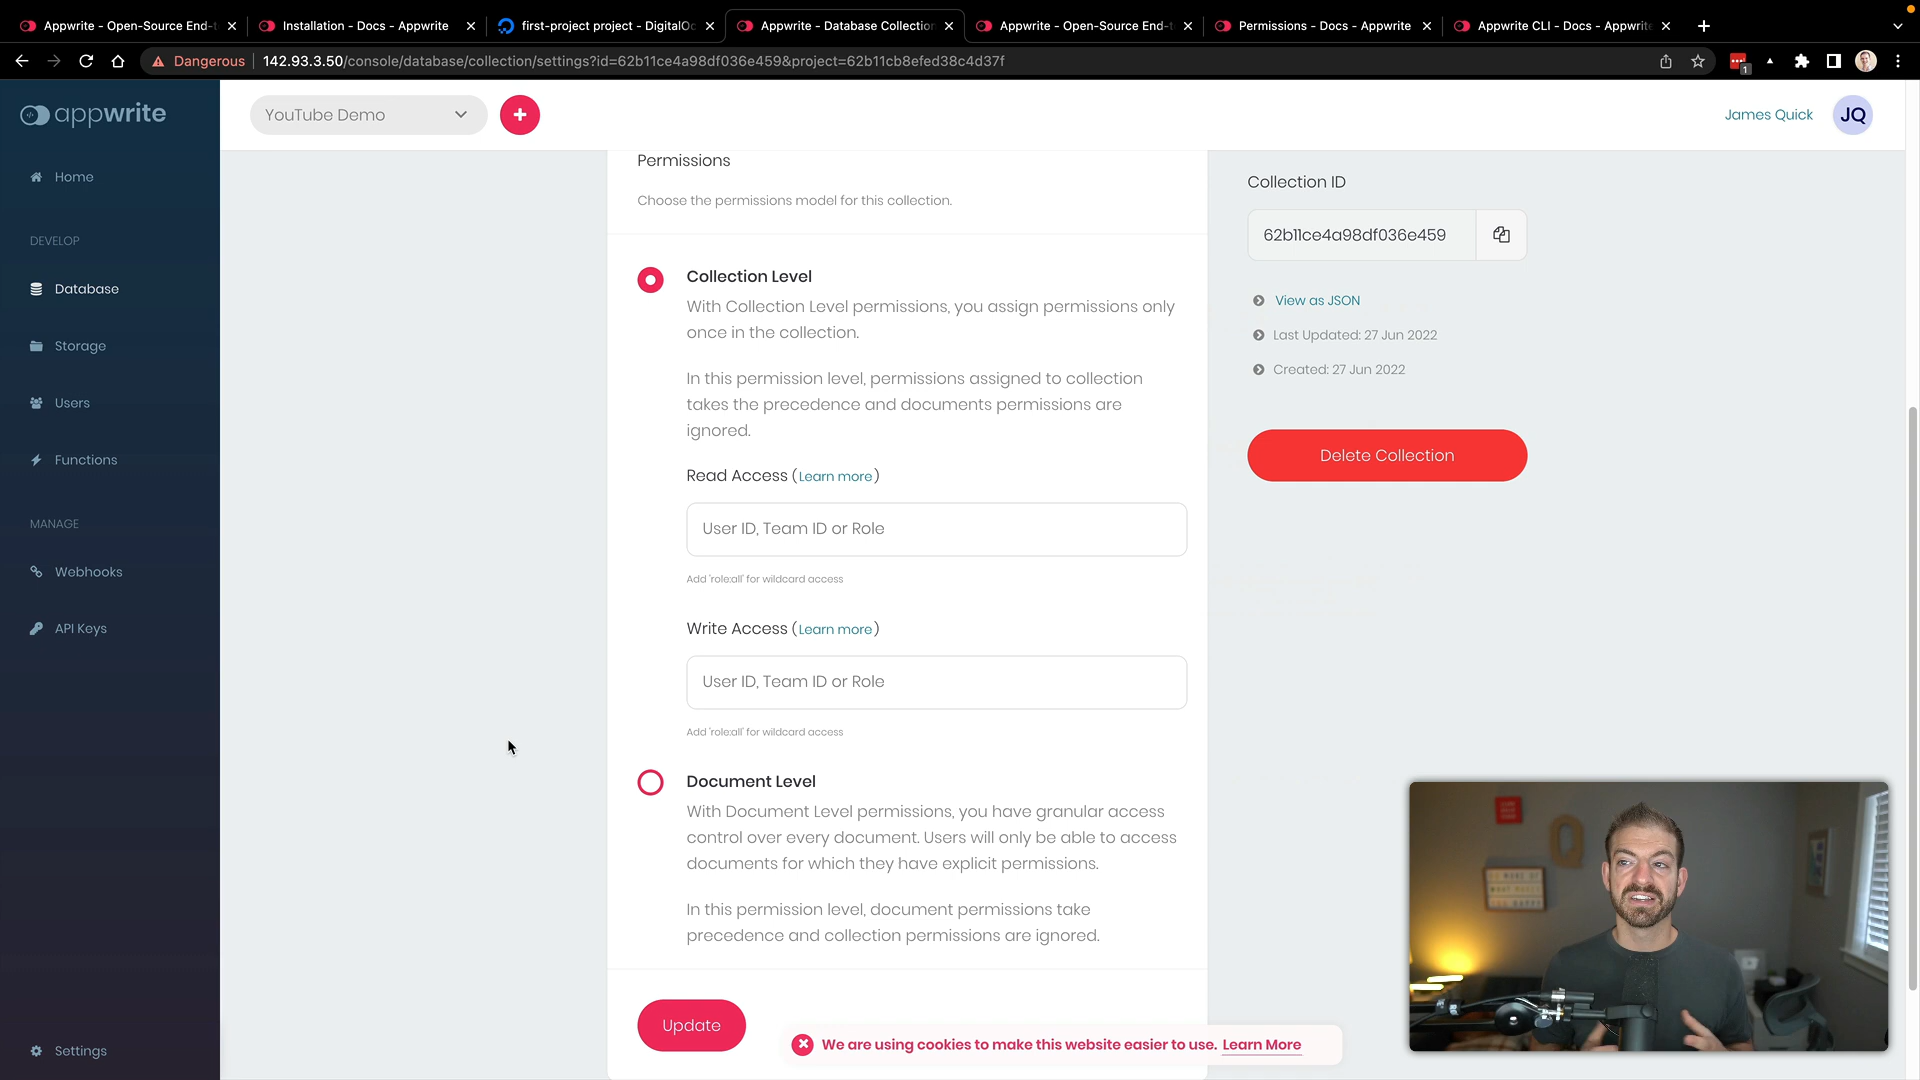 Appwrite - Open-Source End-t
Installation - Docs - Appwrite
first-project project - DigitalOc
Appwrite - Database Collection
Appwrite - Open-Source End-t
Permissions - Docs - Appwrite
Appwrite CLI - Docs - Appwrite
Dangerous
142.93.3.50/console/database/collection/settings?id=62b11ce4a98df036e459&project=62b11cb8efed38c4d37f
1
appwrite
YouTube Demo
James Quick
JQ
Home
DEVELOP
Database
Storage
Users
Functions
MANAGE
Webhooks
API Keys
Settings
Permissions
Choose the permissions model for this collection.
Collection Level
With Collection Level permissions, you assign permissions only
once in the collection.
In this permission level, permissions assigned to collection
takes the precedence and documents permissions are
ignored.
Read Access (Learn more)
User ID, Team ID or Role
Add 'role:all' for wildcard access
Write Access (Learn more)
User ID, Team ID or Role
Add 'role:all' for wildcard access
Document Level
With Document Level permissions, you have granular access
control over every document. Users will only be able to access
documents for which they have explicit permissions.
In this permission level, document permissions take
precedence and collection permissions are ignored.
Update
Collection ID
62b11ce4a98df036e459
View as JSON
Last Updated: 27 Jun 2022
Created: 27 Jun 2022
Delete Collection
We are using cookies to make this website easier to use. Learn More